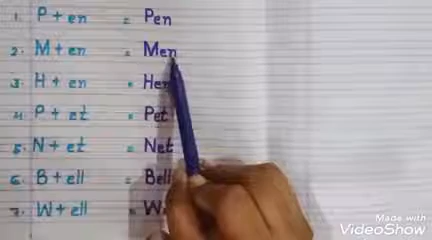 1. P + en = Pen
2. M + en = Men
3. H + en = Hen
4. P + et = Pet
5. N + et = Net
6. B + ell = Bell
7. W + ell =
Made with
VideoShow